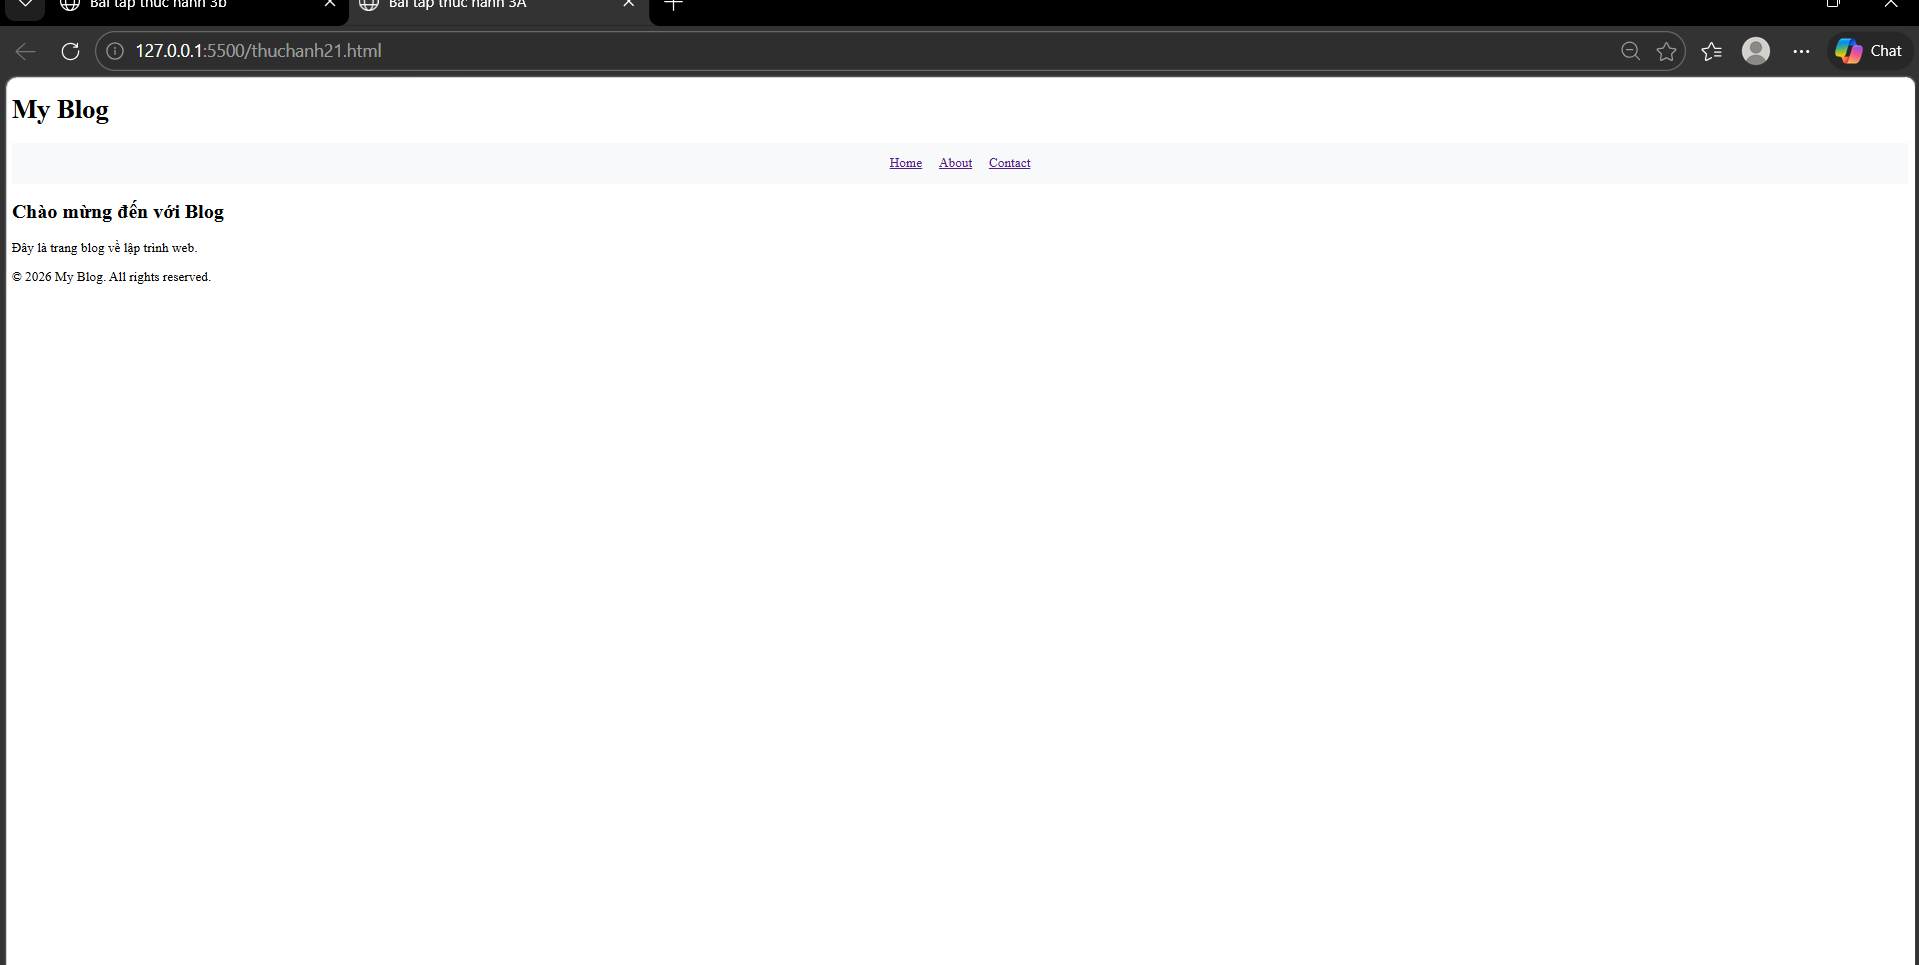 Bài tập thực hành 3b
Bài tập thực hành 3A
127.0.0.1:5500/thuchanh21.html
Chat
My Blog
Home About Contact
Chào mừng đến với Blog
Đây là trang blog về lập trình web.
© 2026 My Blog. All rights reserved.